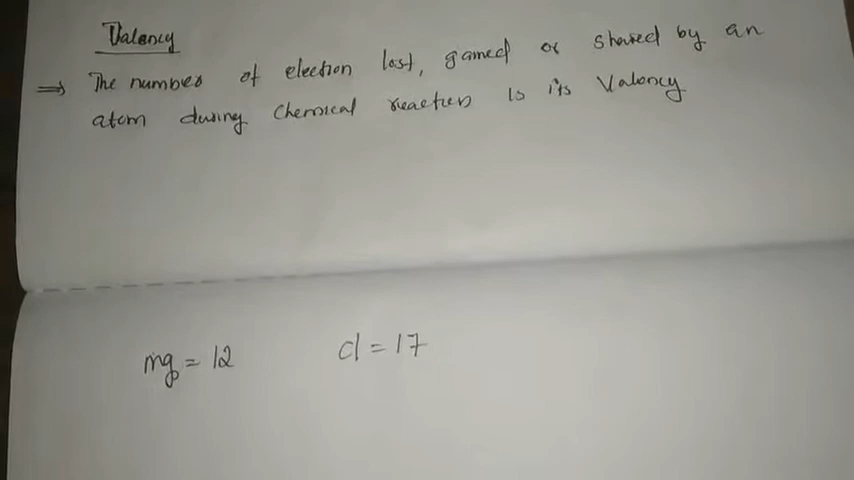 Valency
⇒ The number of election lost, gained or shared by an
atom during Chemical reaction is its Valency
mg = 12 cl = 17